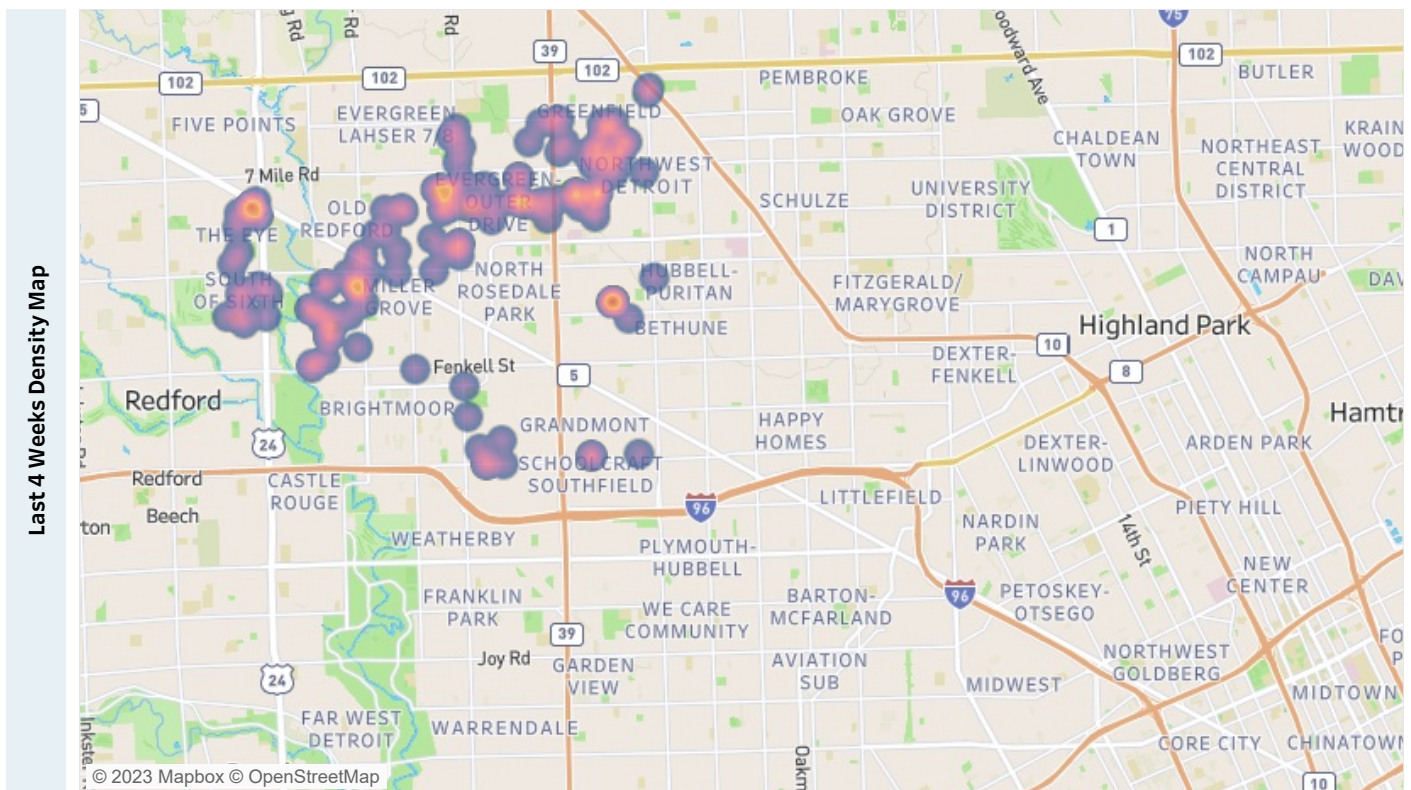 Last 4 Weeks Density Map
Rd
Rd
Rd
39
102
102
102
75
102
PEMBROKE
BUTLER
5
FIVE POINTS
EVERGREEN
LAHSER 7/8
GREENFIELD
OAK GROVE
CHALDEAN
TOWN
NORTHEAST
CENTRAL
DISTRICT
7 Mile Rd
NORTHWEST
DETROIT
EVERGREEN-
OUTER
DRIVE
SCHULZE
UNIVERSITY
DISTRICT
OLD
REDFORD
THE EYE
1
SOUTH
OF SIXTH
MILLER
GROVE
NORTH
ROSEDALE
PARK
HUBBELL-
PURITAN
BETHUNE
FITZGERALD/
MARYGROVE
NORTH
CAMPAU
Highland Park
10
8
DEXTER-
FENKELL
Fenkell St
5
Redford
BRIGHTMOOR
GRANDMONT
HAPPY
HOMES
24
DEXTER-
LINWOOD
ARDEN PARK
Redford
CASTLE
ROUGE
SCHOOLCRAFT
SOUTHFIELD
96
LITTLEFIELD
PIETY HILL
Beech
WEATHERBY
PLYMOUTH-
HUBBELL
NARDIN
PARK
14th St
NEW
CENTER
96
FRANKLIN
PARK
WE CARE
COMMUNITY
BARTON-
MCFARLAND
PETOSKEY-
OTSEGO
39
Joy Rd
GARDEN
VIEW
AVIATION
SUB
NORTHWEST
GOLDBERG
24
MIDWEST
MIDTOWN
FAR WEST
DETROIT
WARRENDALE
CORE CITY
CHINATOWN
10
© 2023 Mapbox © OpenStreetMap